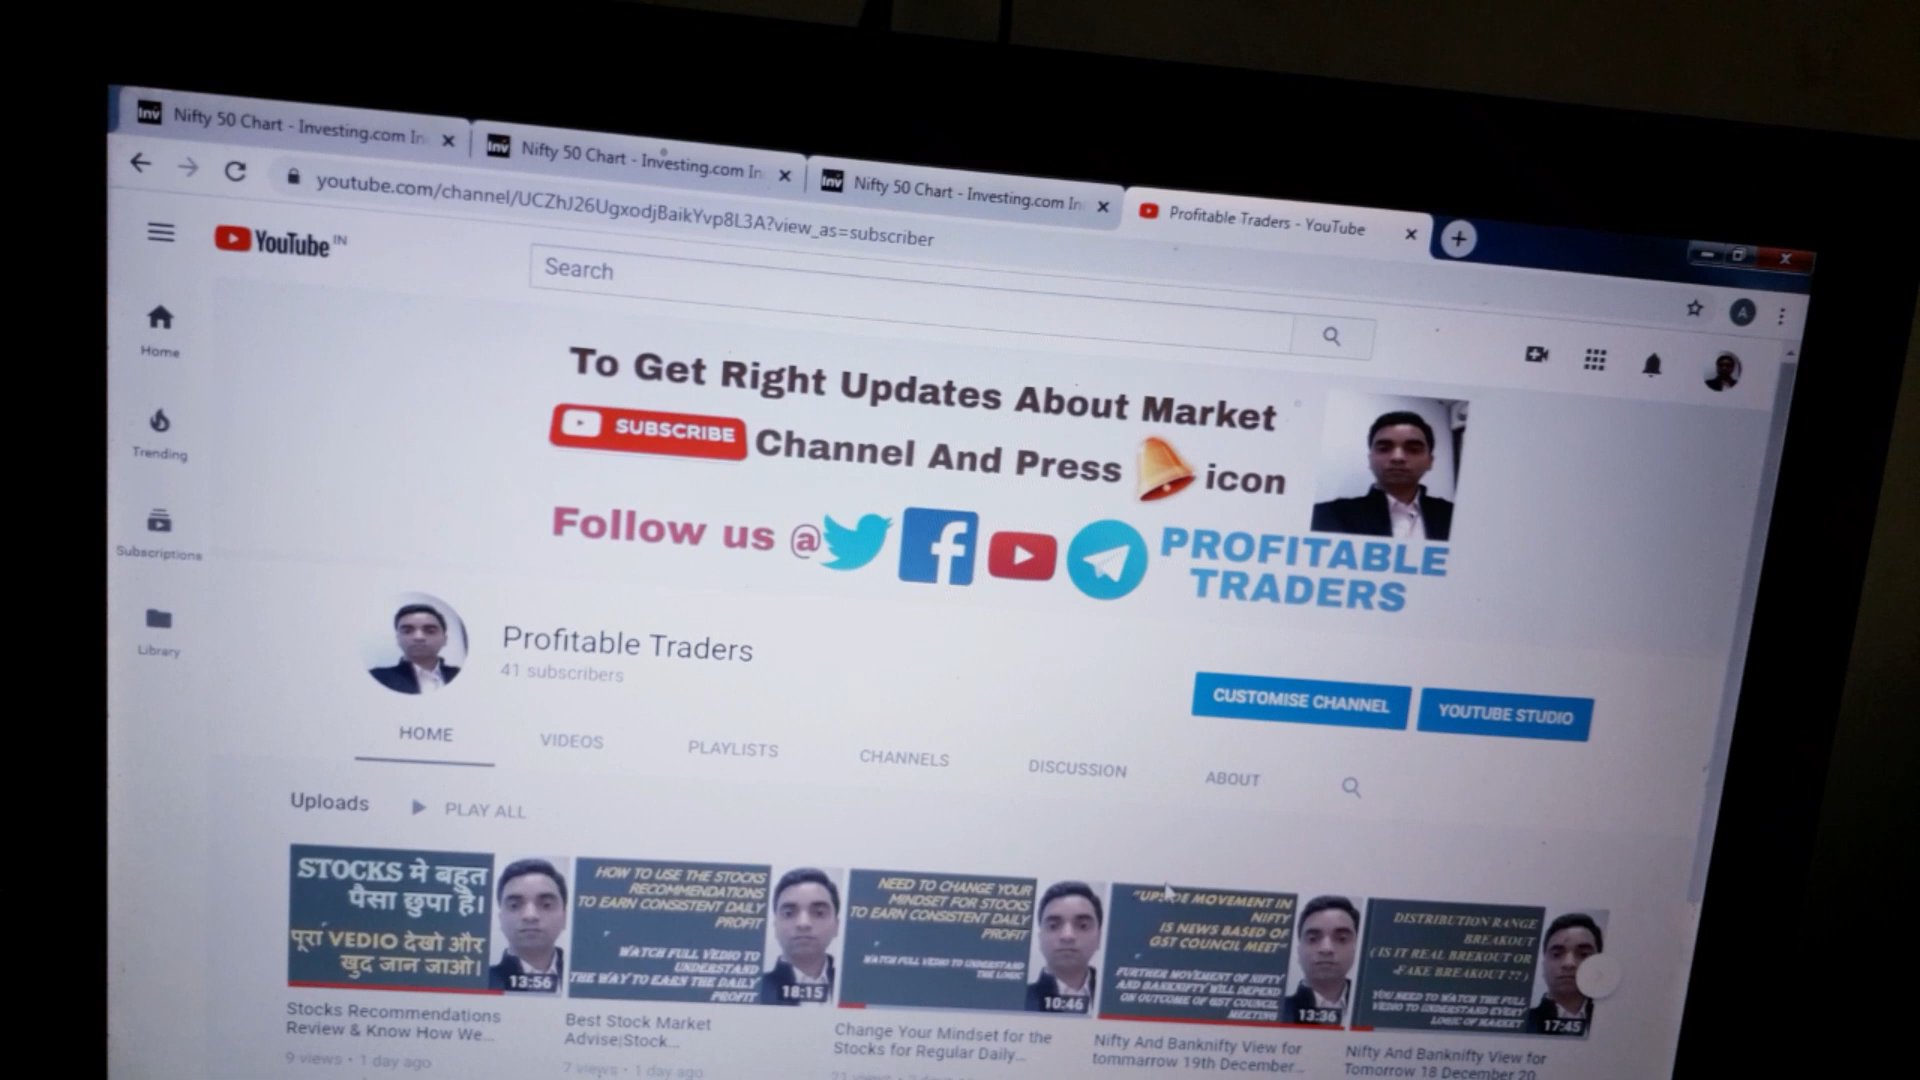 Nifty 50 Chart - Investing.com In
Nifty 50 Chart - Investing.com In
Nifty 50 Chart - Investing.com In
Profitable Traders - YouTube
youtube.com/channel/UCZhJ26UgxodjBaikYvp8L3A?view_as=subscriber
YouTube IN
Search
A
Home
Trending
Subscriptions
Library
To Get Right Updates About Market
SUBSCRIBE Channel And Press icon
Follow us @
PROFITABLE
TRADERS
Profitable Traders
41 subscribers
CUSTOMISE CHANNEL
YOUTUBE STUDIO
HOME VIDEOS PLAYLISTS CHANNELS DISCUSSION ABOUT
Uploads PLAY ALL
STOCKS मे बहुत
पैसा छुपा है।
पूरा VEDIO देखो और
खुद जान जाओ।
13:56
Stocks Recommendations
Review & Know How We...
9 views • 1 day ago
HOW TO USE THE STOCKS
RECOMMENDATIONS
TO EARN CONSISTENT DAILY
PROFIT
WATCH FULL VEDIO TO
UNDERSTAND
THE WAY TO EARN THE DAILY
PROFIT
18:15
Best Stock Market
Advise|Stock...
7 views • 1 day ago
NEED TO CHANGE YOUR
MINDSET FOR STOCKS
TO EARN CONSISTENT DAILY
PROFIT
WATCH FULL VEDIO TO UNDERSTAND
THE LOGIC
10:46
Change Your Mindset for the
Stocks for Regular Daily...
"UPSIDE MOVEMENT IN
NIFTY
IS NEWS BASED OF
GST COUNCIL MEET"
FURTHER MOVEMENT OF NIFTY
AND BANKNIFTY WILL DEPEND
ON OUTCOME OF GST COUNCIL
MEETING
13:36
Nifty And Banknifty View for
tommarrow 19th December...
DISTRIBUTION RANGE
BREAKOUT
( IS IT REAL BREKOUT OR
FAKE BREAKOUT ??)
YOU NEED TO WATCH THE FULL
VEDIO TO UNDERSTAND EVERY
LOGIC OF MARKET
17:45
Nifty And Banknifty View for
Tomorrow 18 December 20